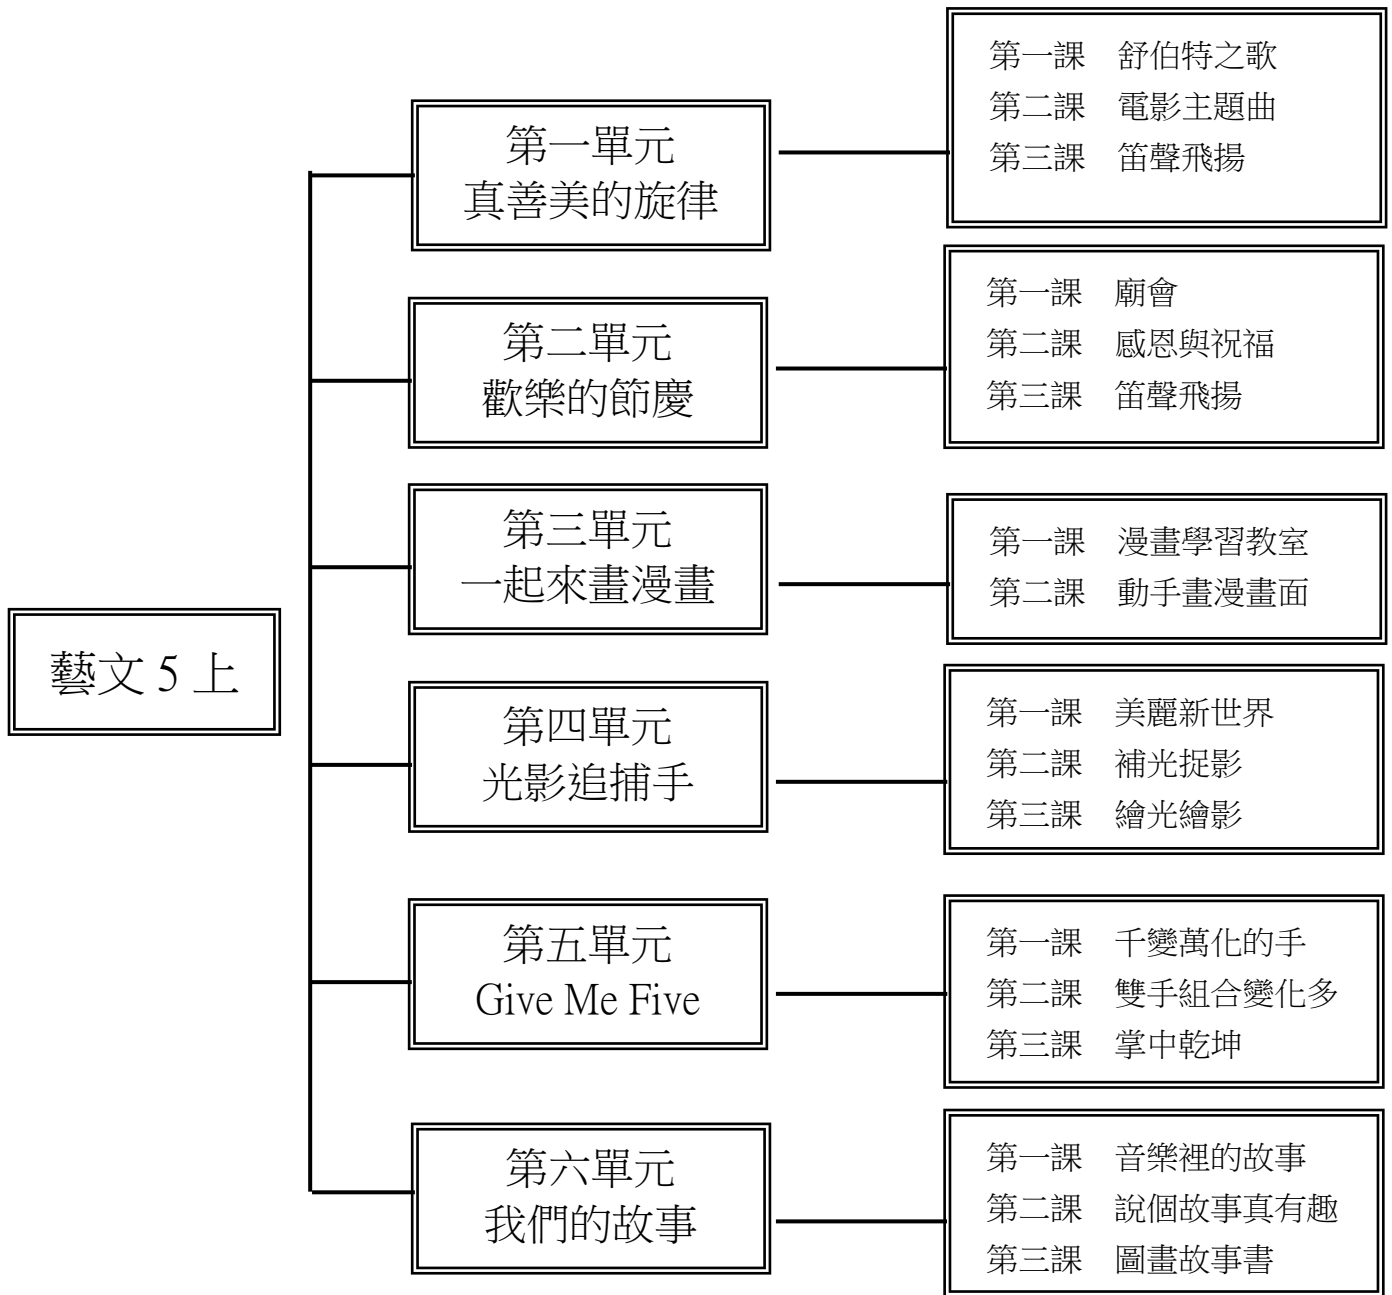 藝文 5 上
第一單元
真善美的旋律
第一課　舒伯特之歌
第二課　電影主題曲
第三課　笛聲飛揚
第二單元
歡樂的節慶
第一課　廟會
第二課　感恩與祝福
第三課　笛聲飛揚
第三單元
一起來畫漫畫
第一課　漫畫學習教室
第二課　動手畫漫畫面
第四單元
光影追捕手
第一課　美麗新世界
第二課　補光捉影
第三課　繪光繪影
第五單元
Give Me Five
第一課　千變萬化的手
第二課　雙手組合變化多
第三課　掌中乾坤
第六單元
我們的故事
第一課　音樂裡的故事
第二課　說個故事真有趣
第三課　圖畫故事書